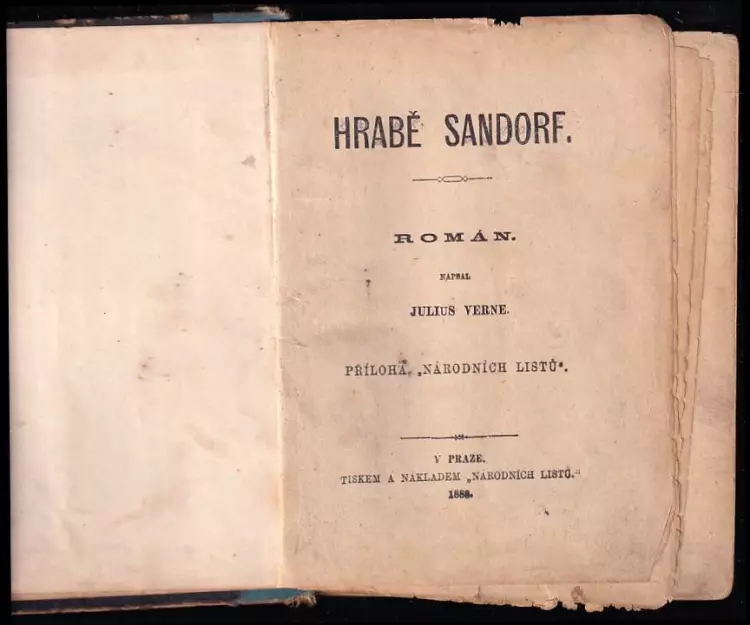 HRABĚ SANDORF.
ROMÁN.
NAPSAL
JULIUS VERNE.
PŘÍLOHA „NÁRODNÍCH LISTŮ“.
V PRAZE.
TISKEM A NÁKLADEM „NÁRODNÍCH LISTŮ.“
1888.